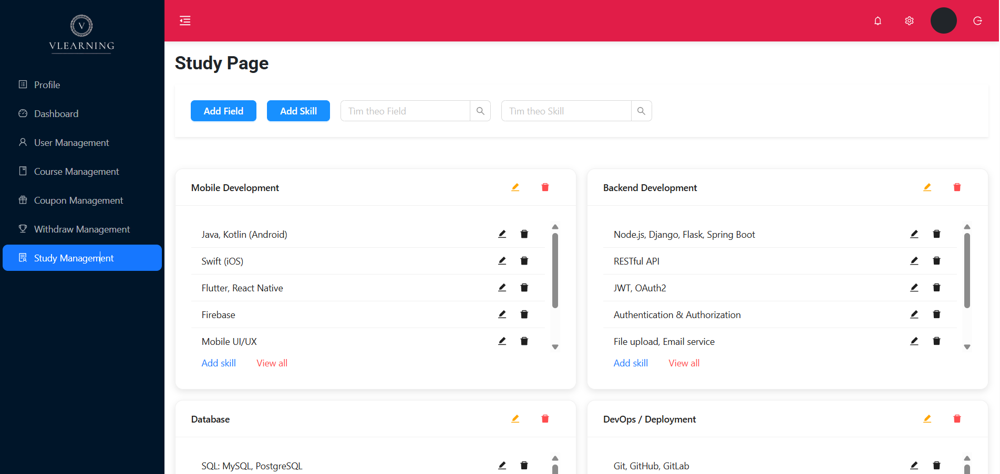 V
VLEARNING
Profile
Dashboard
User Management
Course Management
Coupon Management
Withdraw Management
Study Management
Study Page
Add Field
Add Skill
Tìm theo Field
Tìm theo Skill
Mobile Development
Java, Kotlin (Android)
Swift (iOS)
Flutter, React Native
Firebase
Mobile UI/UX
Add skill View all
Backend Development
Node.js, Django, Flask, Spring Boot
RESTful API
JWT, OAuth2
Authentication & Authorization
File upload, Email service
Add skill View all
Database
SQL: MySQL, PostgreSQL
DevOps / Deployment
Git, GitHub, GitLab